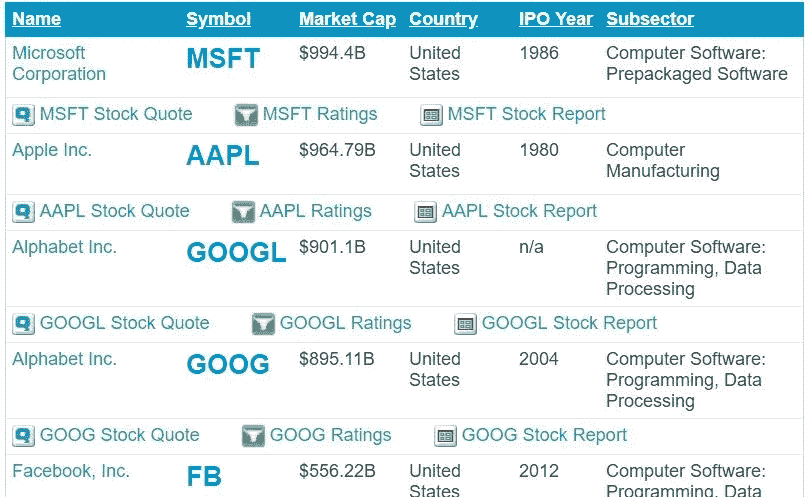 Name Symbol Market Cap Country IPO Year Subsector
Microsoft Corporation MSFT $994.4B United States 1986 Computer Software: Prepackaged Software
MSFT Stock Quote MSFT Ratings MSFT Stock Report
Apple Inc. AAPL $964.79B United States 1980 Computer Manufacturing
AAPL Stock Quote AAPL Ratings AAPL Stock Report
Alphabet Inc. GOOGL $901.1B United States n/a Computer Software: Programming, Data Processing
GOOGL Stock Quote GOOGL Ratings GOOGL Stock Report
Alphabet Inc. GOOG $895.11B United States 2004 Computer Software: Programming, Data Processing
GOOG Stock Quote GOOG Ratings GOOG Stock Report
Facebook, Inc. FB $556.22B United States 2012 Computer Software: Programming, Data